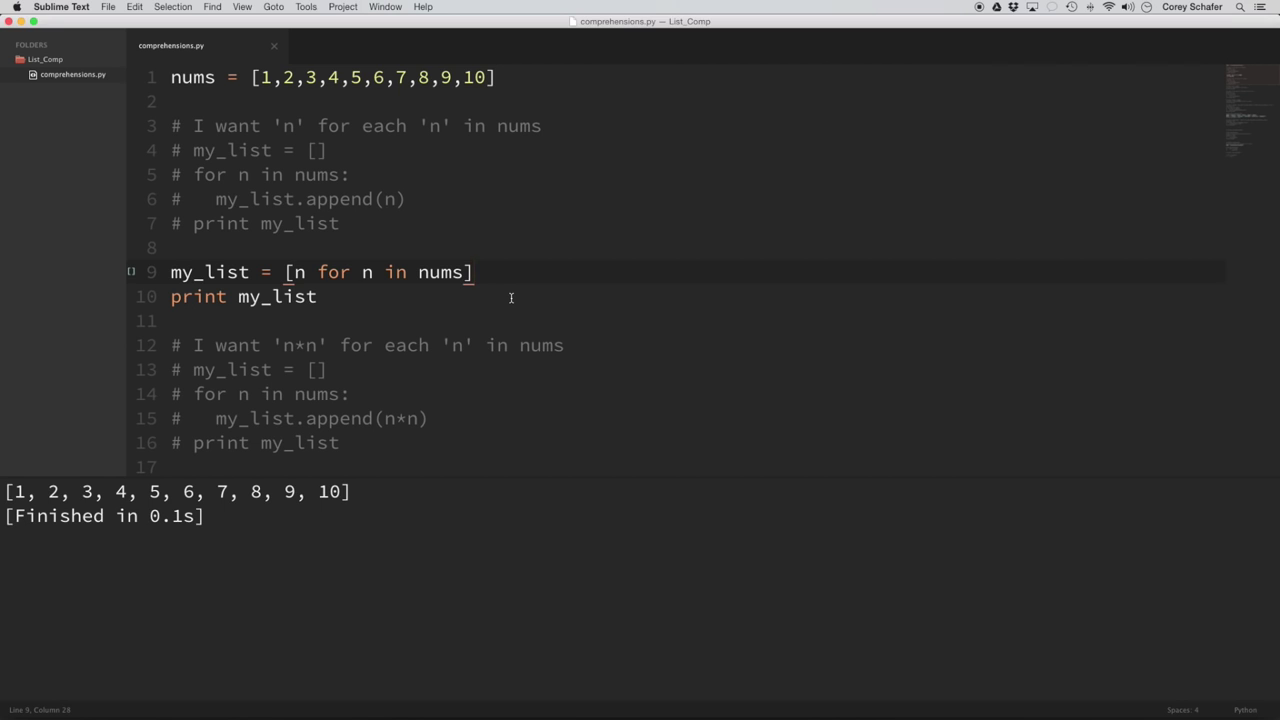 Sublime Text File Edit Selection Find View Goto Tools Project Window Help Corey Schafer
comprehensions.py — List_Comp
FOLDERS
List_Comp
comprehensions.py
comprehensions.py
1 nums = [1,2,3,4,5,6,7,8,9,10]
2
3 # I want 'n' for each 'n' in nums
4 # my_list = []
5 # for n in nums:
6 #   my_list.append(n)
7 # print my_list
8
[] 9 my_list = [n for n in nums]
10 print my_list
11
12 # I want 'n*n' for each 'n' in nums
13 # my_list = []
14 # for n in nums:
15 #   my_list.append(n*n)
16 # print my_list
17
[1, 2, 3, 4, 5, 6, 7, 8, 9, 10]
[Finished in 0.1s]
Line 9, Column 28 Spaces: 4 Python